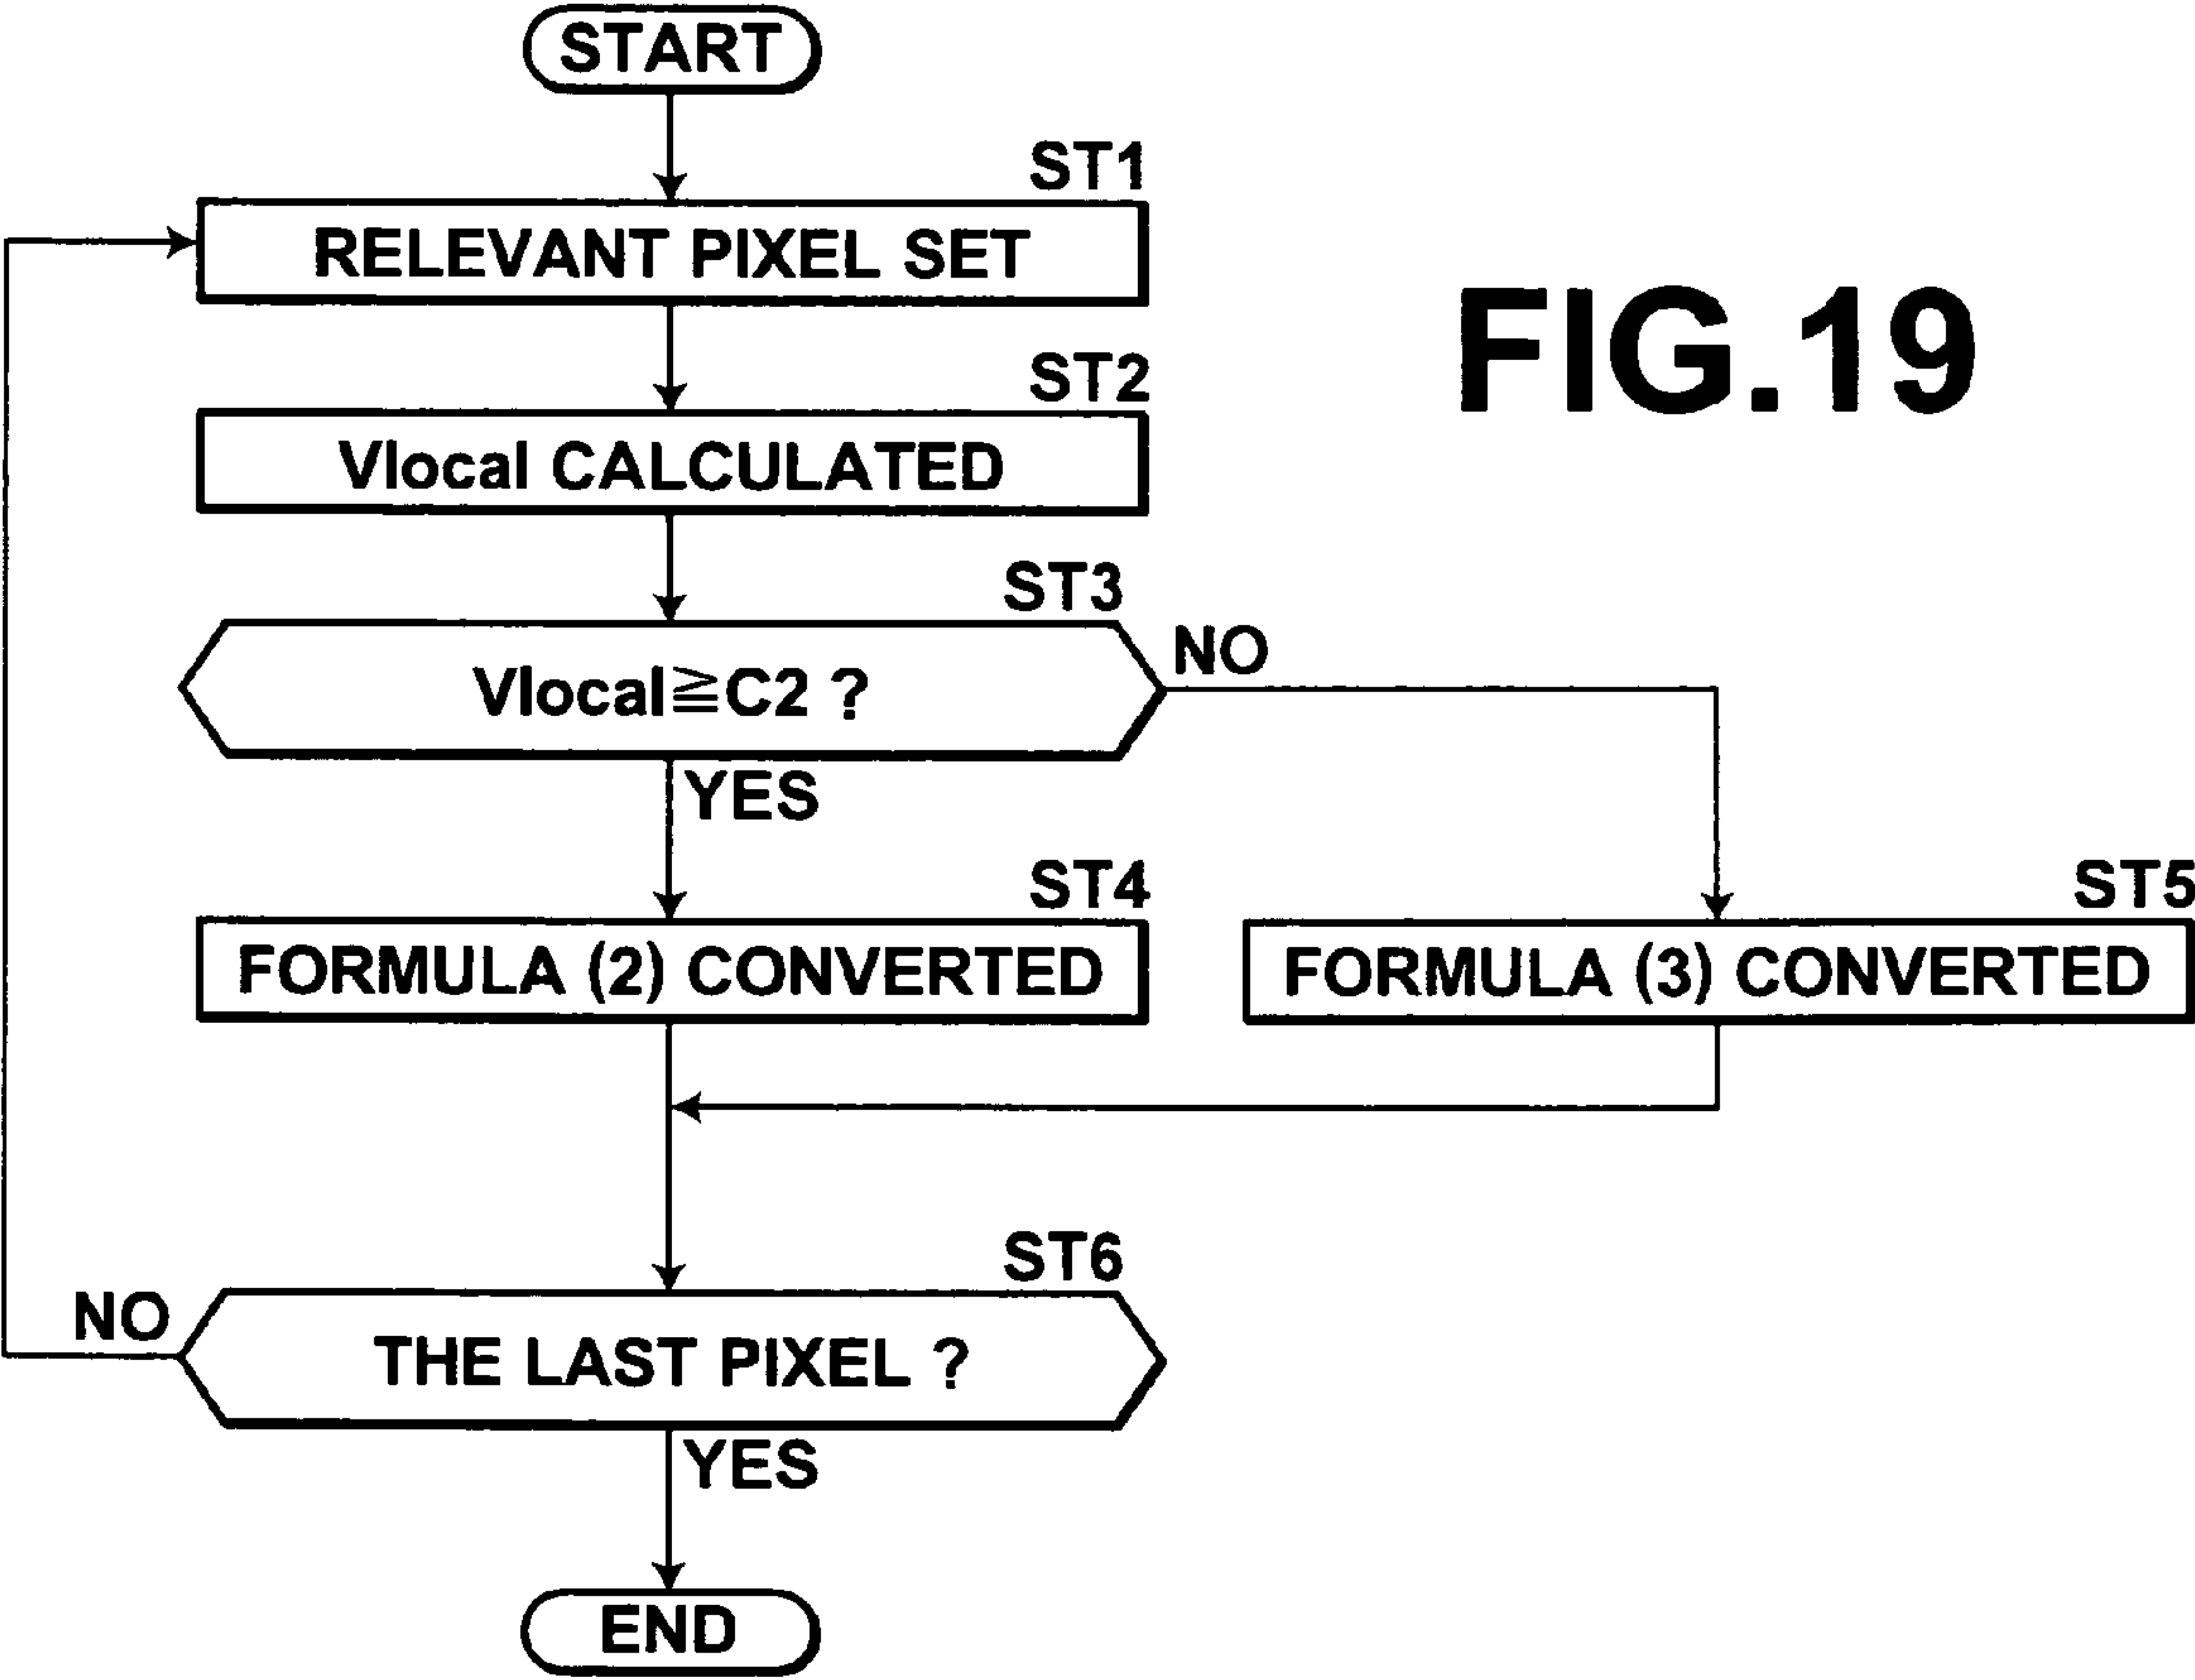 START
ST1
RELEVANT PIXEL SET
FIG.19
ST2
Vlocal CALCULATED
ST3
Vlocal≧C2 ?
NO
YES
ST4
FORMULA (2) CONVERTED
ST5
FORMULA (3) CONVERTED
ST6
NO
THE LAST PIXEL ?
YES
END